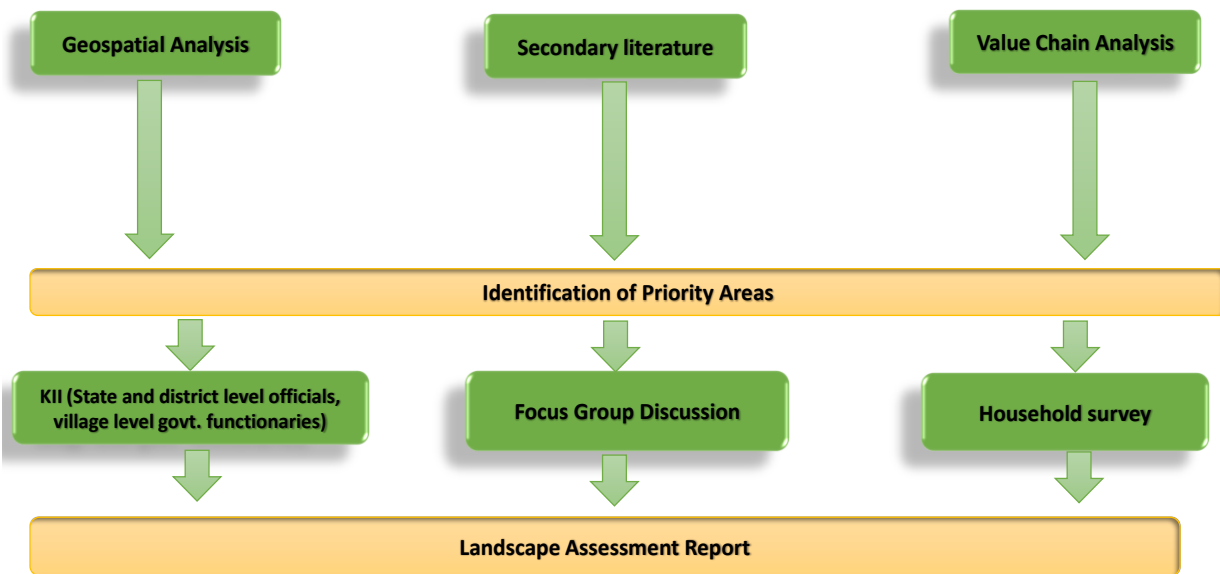 Geospatial Analysis
Secondary literature
Value Chain Analysis
Identification of Priority Areas
KII (State and district level officials,
village level govt. functionaries)
Focus Group Discussion
Household survey
Landscape Assessment Report